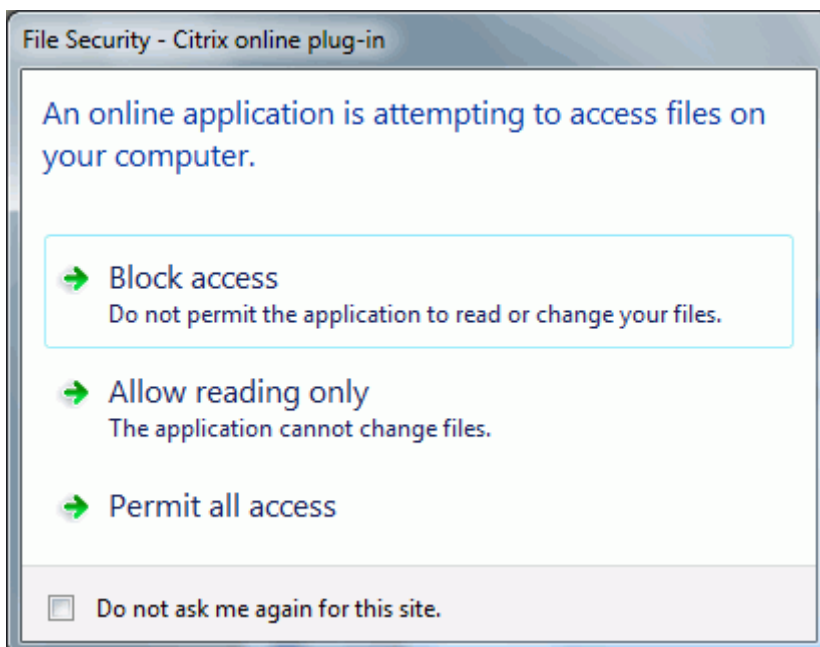 File Security - Citrix online plug-in
An online application is attempting to access files on
your computer.
Block access
Do not permit the application to read or change your files.
Allow reading only
The application cannot change files.
Permit all access
Do not ask me again for this site.